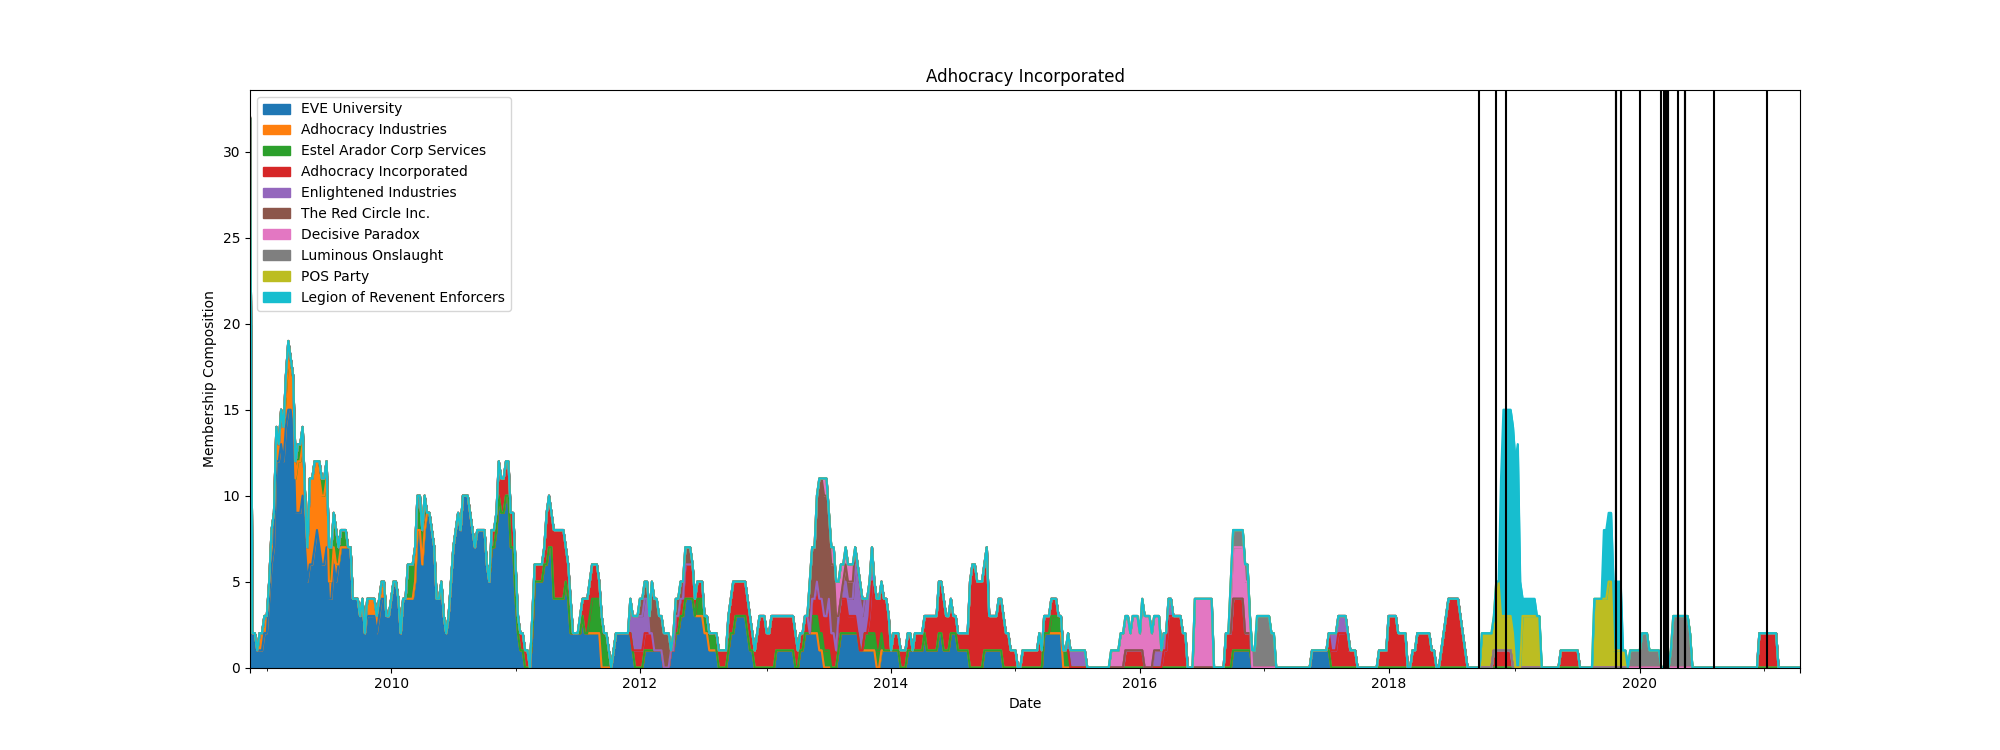 Adhocracy Incorporated
EVE University
Adhocracy Industries
Estel Arador Corp Services
Adhocracy Incorporated
Enlightened Industries
The Red Circle Inc.
Decisive Paradox
Luminous Onslaught
POS Party
Legion of Revenent Enforcers
Membership Composition
30
25
20
15
10
5
0
2010
2012
2014
2016
2018
2020
Date